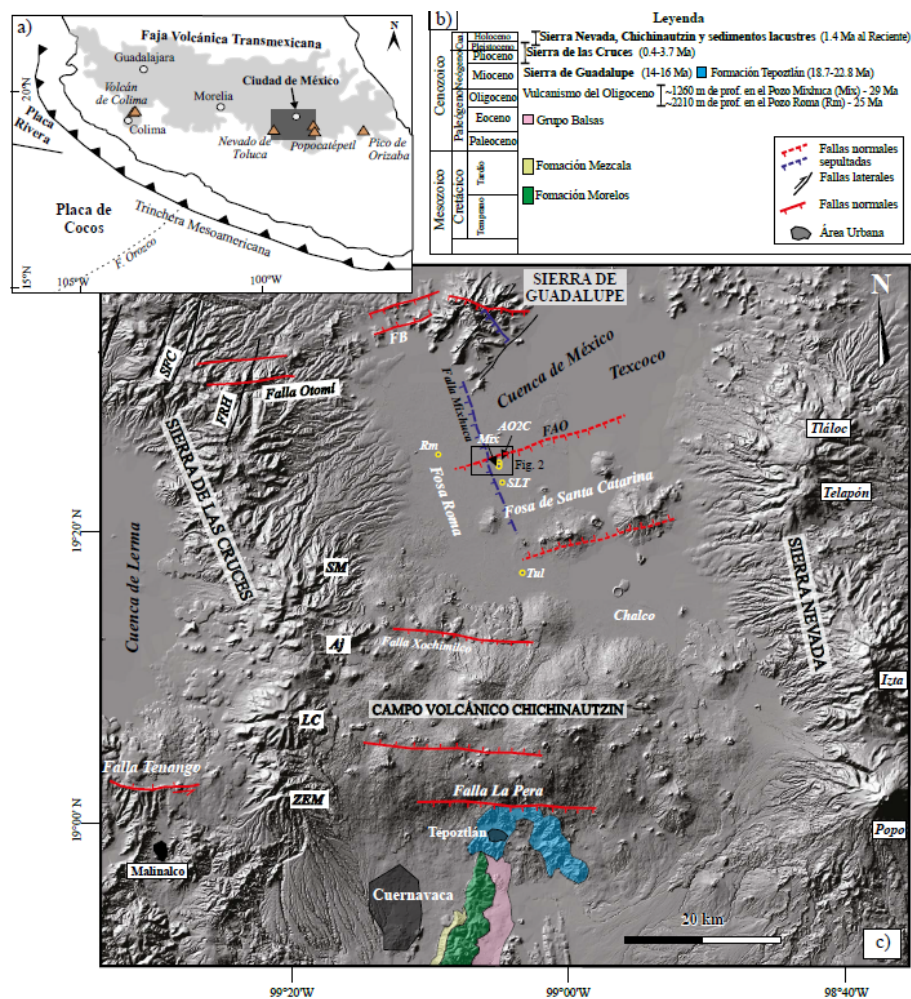 a)
N
Faja Volcánica Transmexicana
Guadalajara
Ciudad de México
Volcán
de Colima
Morelia
20°N
Colima
Placa
Rivera
Nevado de
Toluca
Popocatépetl
Pico de
Orizaba
Placa de
Cocos
Trinchera Mesoamericana
F. Orozco
15°N
105°W
100°W
b)
Leyenda
Cenozoico
Mesozoico
Cua
Neógeno
Paleógeno
Cretácico
Tardío
Temprano
Holoceno
Pleistoceno
Plioceno
Mioceno
Oligoceno
Eoceno
Paleoceno
Sierra Nevada, Chichinautzin y sedimentos lacustres (1.4 Ma al Reciente)
Sierra de las Cruces (0.4-3.7 Ma)
Sierra de Guadalupe (14-16 Ma) Formación Tepoztlán (18.7-22.8 Ma)
Vulcanismo del Oligoceno
~1260 m de prof. en el Pozo Mixhuca (Mix) - 29 Ma
~2210 m de prof. en el Pozo Roma (Rm) - 25 Ma
Grupo Balsas
Fomación Mezcala
Fomación Morelos
Fallas normales
sepultadas
Fallas laterales
Fallas normales
Área Urbana
SIERRA DE
GUADALUPE
N
FB
SFC
Falla Otomí
FRH
Falla Mixhuca
Cuenca de México
Texcoco
FAO
AO2C
Mix
Rm
Fig. 2
SLT
Fosa Roma
Fosa de Santa Catarina
Tláloc
Telapón
SIERRA DE LAS CRUCES
19°20' N
Cuenca de Lerma
SM
Tul
Chalco
SIERRA NEVADA
Aj
Falla Xochimilco
Izta
CAMPO VOLCÁNICO CHICHINAUTZIN
LC
Falla Tenango
ZEM
Falla La Pera
19°00' N
Tepoztlán
Popo
Malinalco
Cuernavaca
20 km
c)
99°20' W
99°00' W
98°40' W